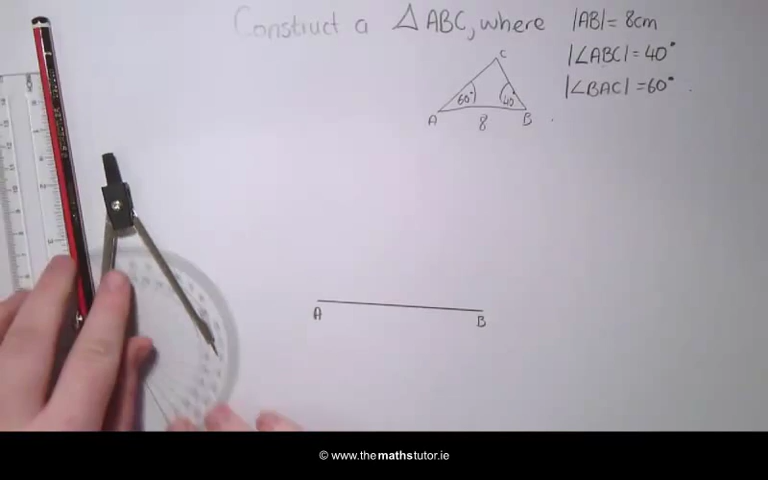 Construct a △ABC, where |AB| = 8cm
|∠ABC| = 40°
|∠BAC| = 60°
C
60° 40°
A 8 B
A B
© www.themathstutor.ie